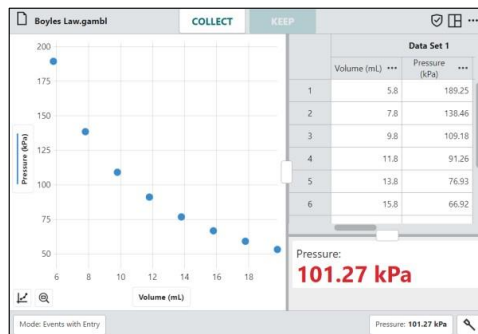 Boyles Law.gambl
COLLECT
KEEP
Pressure (kPa)
200
175
150
125
100
75
50
6 8 10 12 14 16 18
Volume (mL)
Data Set 1
Volume (mL) ••• Pressure (kPa) •••
1 5.8 189.25
2 7.8 138.46
3 9.8 109.18
4 11.8 91.26
5 13.8 76.93
6 15.8 66.92
Pressure:
101.27 kPa
Mode: Events with Entry
Pressure: 101.27 kPa